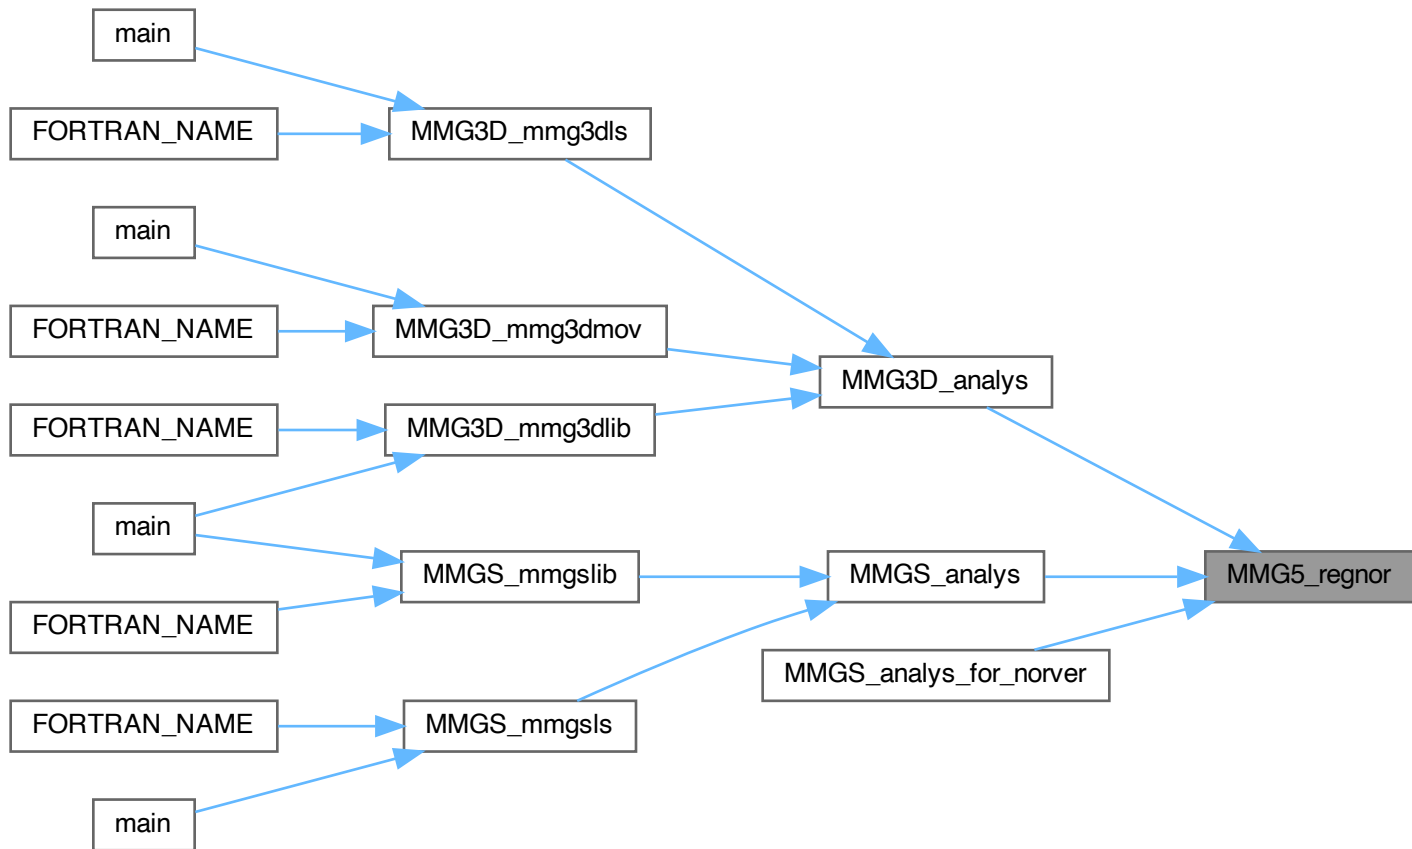 main
FORTRAN_NAME
MMG3D_mmg3dls
main
FORTRAN_NAME
MMG3D_mmg3dmov
MMG3D_analys
FORTRAN_NAME
MMG3D_mmg3dlib
main
MMGS_mmgslib
MMGS_analys
MMG5_regnor
FORTRAN_NAME
MMGS_analys_for_norver
FORTRAN_NAME
MMGS_mmgsls
main